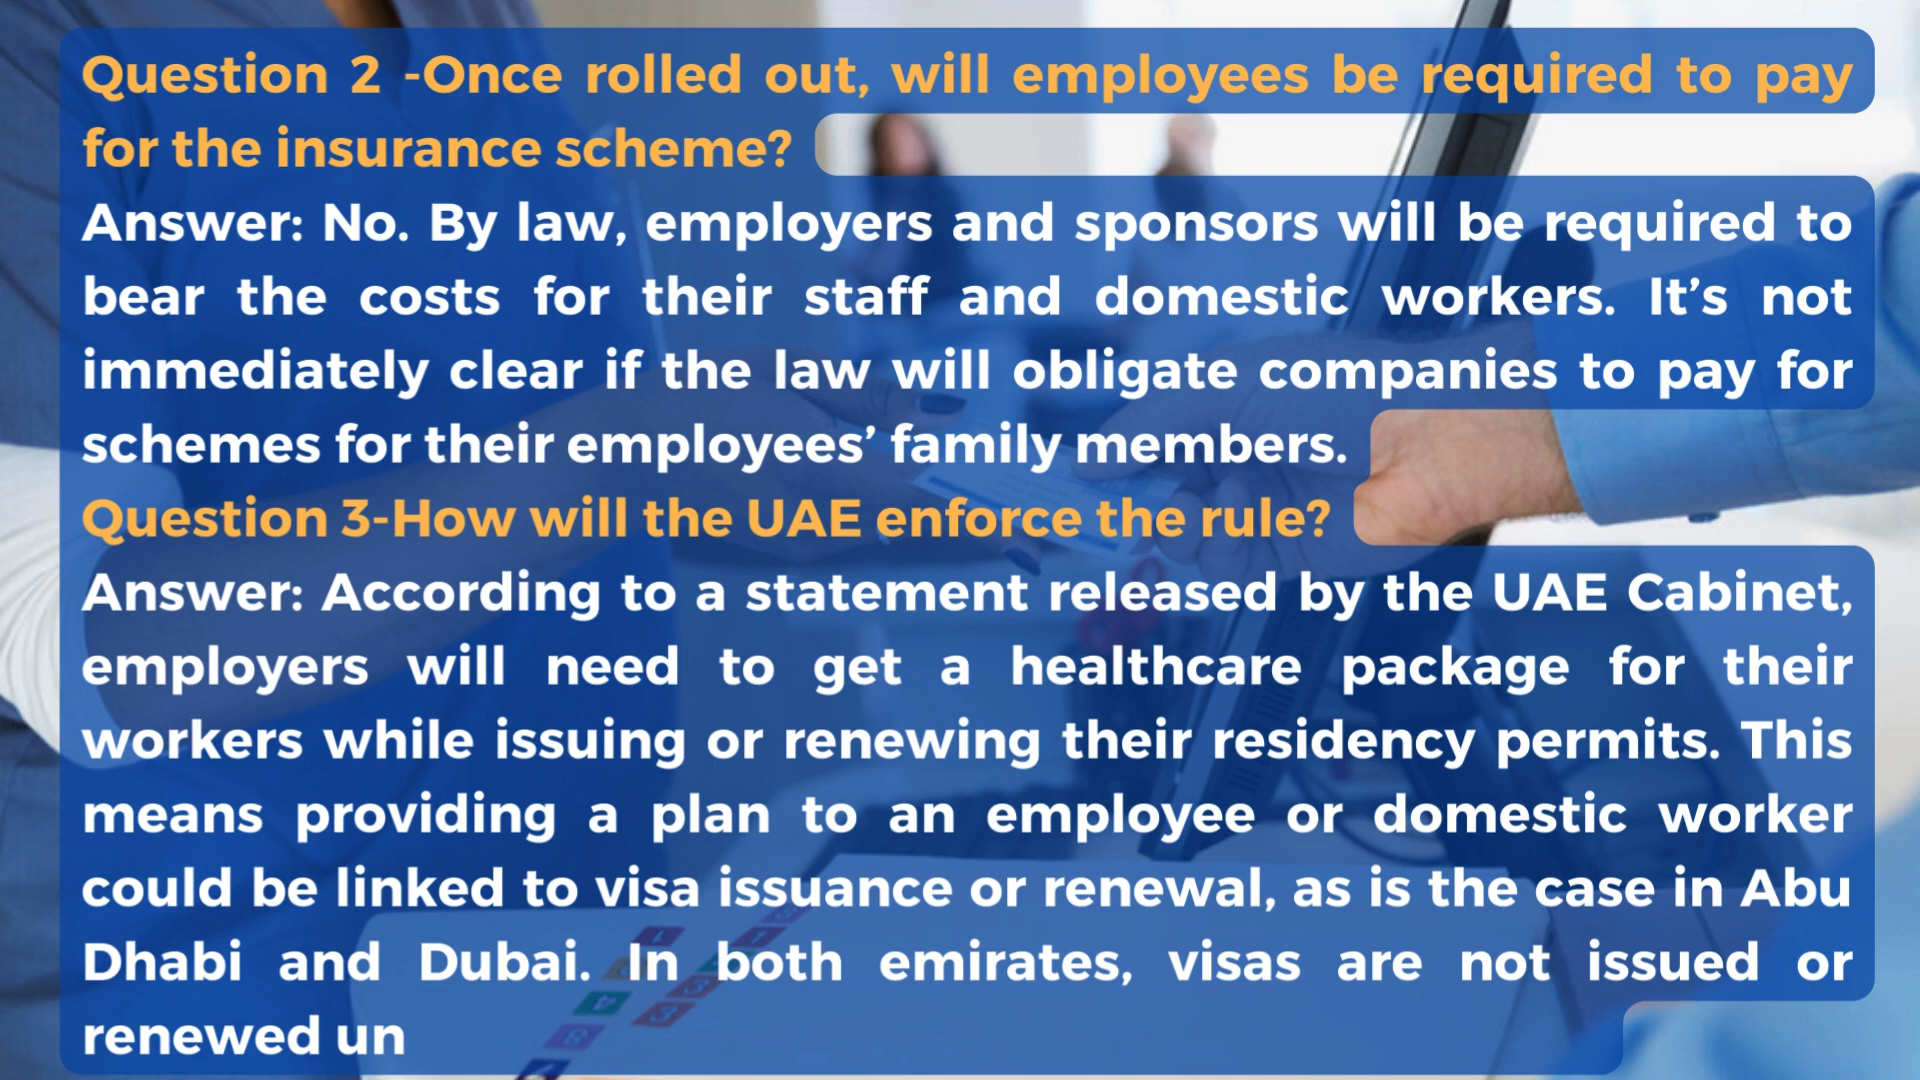 Question 2 -Once rolled out, will employees be required to pay
for the insurance scheme?
Answer: No. By law, employers and sponsors will be required to
bear the costs for their staff and domestic workers. It’s not
immediately clear if the law will obligate companies to pay for
schemes for their employees’ family members.
Question 3-How will the UAE enforce the rule?
Answer: According to a statement released by the UAE Cabinet,
employers will need to get a healthcare package for their
workers while issuing or renewing their residency permits. This
means providing a plan to an employee or domestic worker
could be linked to visa issuance or renewal, as is the case in Abu
Dhabi and Dubai. In both emirates, visas are not issued or
renewed un